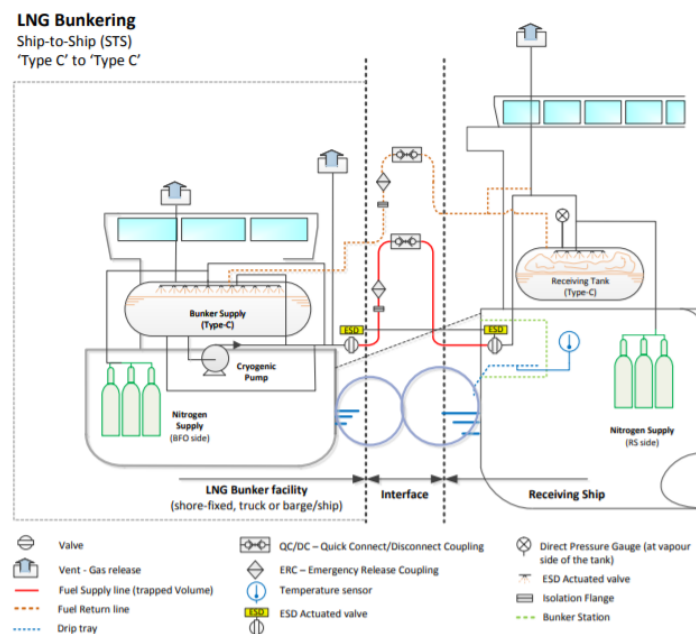 LNG Bunkering
Ship-to-Ship (STS)
'Type C' to 'Type C'
Bunker Supply
(Type-C)
Receiving Tank
(Type-C)
ESD
ESD
Cryogenic
Pump
Nitrogen
Supply
(BFO side)
Nitrogen Supply
(RS side)
LNG Bunker facility
(shore-fixed, truck or barge/ship)
Interface
Receiving Ship
Valve
Vent - Gas release
Fuel Supply line (trapped Volume)
Fuel Return line
Drip tray
QC/DC – Quick Connect/Disconnect Coupling
ERC – Emergency Release Coupling
Temperature sensor
ESD
ESD Actuated valve
Direct Pressure Gauge (at vapour
side of the tank)
ESD Actuated valve
Isolation Flange
Bunker Station